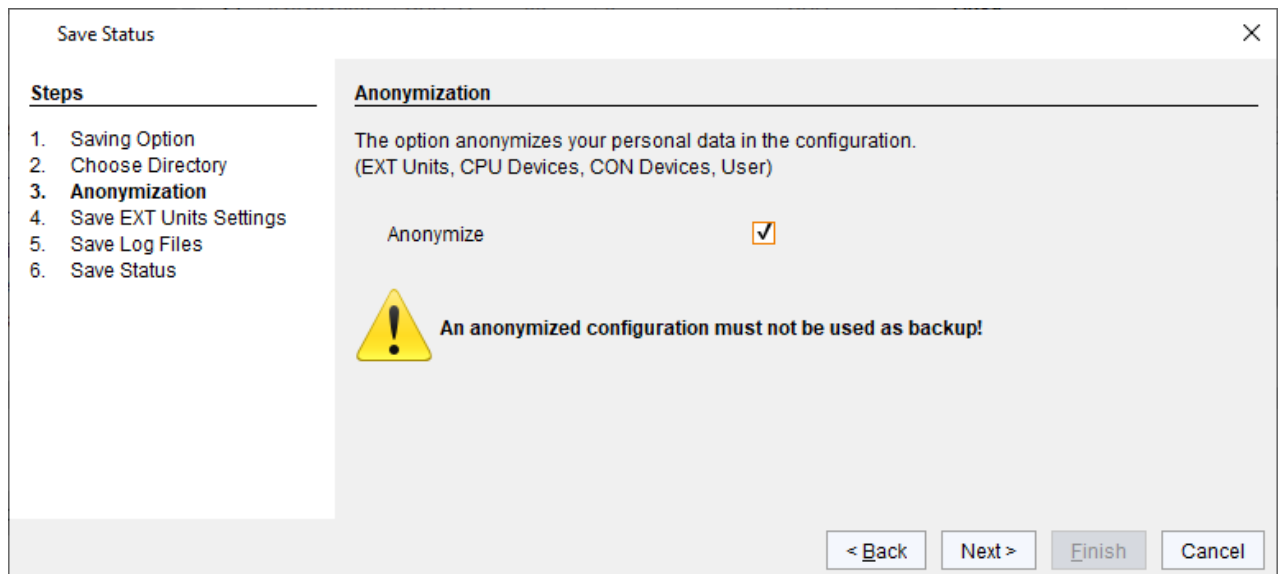 Save Status
Steps
1. Saving Option
2. Choose Directory
3. Anonymization
4. Save EXT Units Settings
5. Save Log Files
6. Save Status
Anonymization
The option anonymizes your personal data in the configuration.
(EXT Units, CPU Devices, CON Devices, User)
Anonymize
An anonymized configuration must not be used as backup!
< Back
Next >
Finish
Cancel